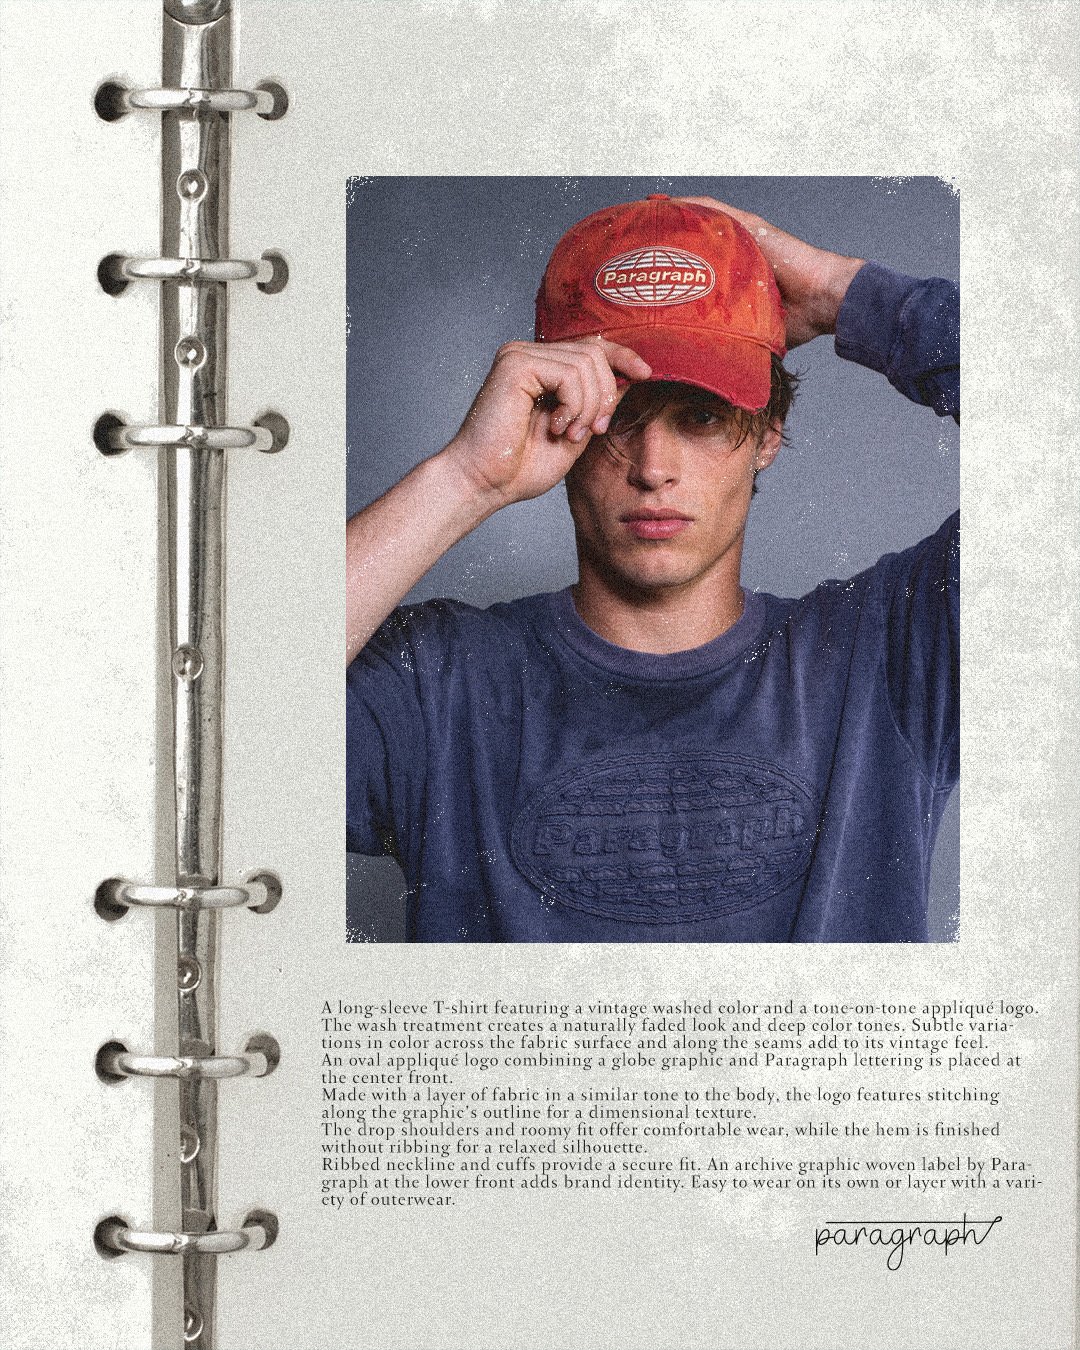 Paragraph
Paragraph
A long-sleeve T-shirt featuring a vintage washed color and a tone-on-tone appliqué logo.
The wash treatment creates a naturally faded look and deep color tones. Subtle varia-
tions in color across the fabric surface and along the seams add to its vintage feel.
An oval appliqué logo combining a globe graphic and Paragraph lettering is placed at
the center front.
Made with a layer of fabric in a similar tone to the body, the logo features stitching
along the graphic's outline for a dimensional texture.
The drop shoulders and roomy fit offer comfortable wear, while the hem is finished
without ribbing for a relaxed silhouette.
Ribbed neckline and cuffs provide a secure fit. An archive graphic woven label by Para-
graph at the lower front adds brand identity. Easy to wear on its own or layer with a vari-
ety of outerwear.
paragraph